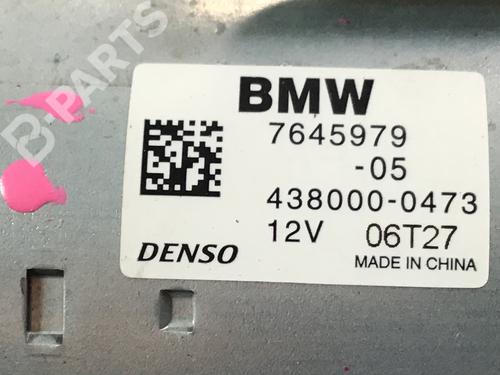 B-PARTS
BMW
7645979
-05
438000-0473
12V 06T27
DENSO
MADE IN CHINA